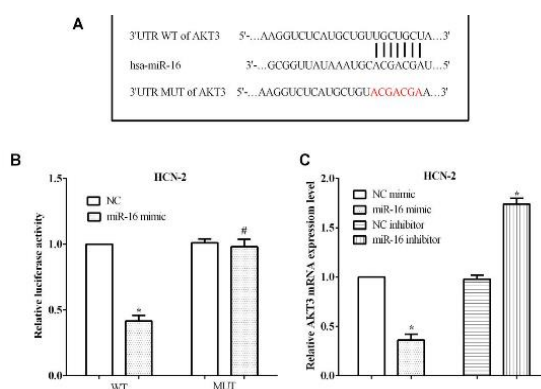 A
3'UTR WT of AKT3 5'-...AAGGUCUCAUGCUGUUGCUGCUA...3'
hsa-miR-16 3'-...GCGGUUAUAAAUGCACGACGAU...5'
3'UTR MUT of AKT3 5'-...AAGGUCUCAUGCUGUACGACGAA...3'
B
HCN-2
NC
miR-16 mimic
Relative luciferase activity
1.5
1.0
0.5
0.0
*
#
WT MUT
C
HCN-2
NC mimic
miR-16 mimic
NC inhibitor
miR-16 inhibitor
Relative AKT3 mRNA expression level
2.0
1.5
1.0
0.5
0.0
*
*